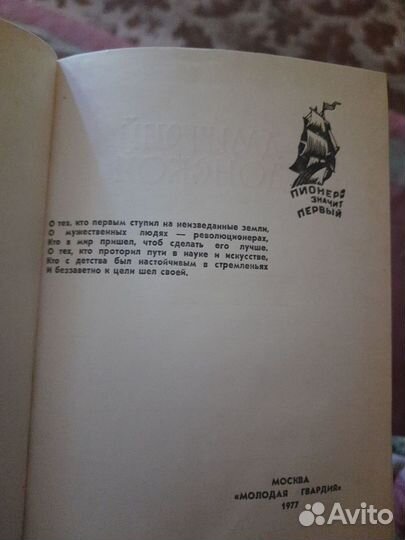 ПИОНЕР
ЗНАЧИТ
ПЕРВЫЙ
О тех, кто первым ступил на неизведанные земли,
О мужественных людях — революционерах,
Кто в мир пришел, чтоб сделать его лучше,
О тех, кто проторил пути в науке и искусстве,
Кто с детства был настойчивым в стремленьях
И беззаветно к цели шел своей.
МОСКВА
«МОЛОДАЯ ГВАРДИЯ»
1977
Avito